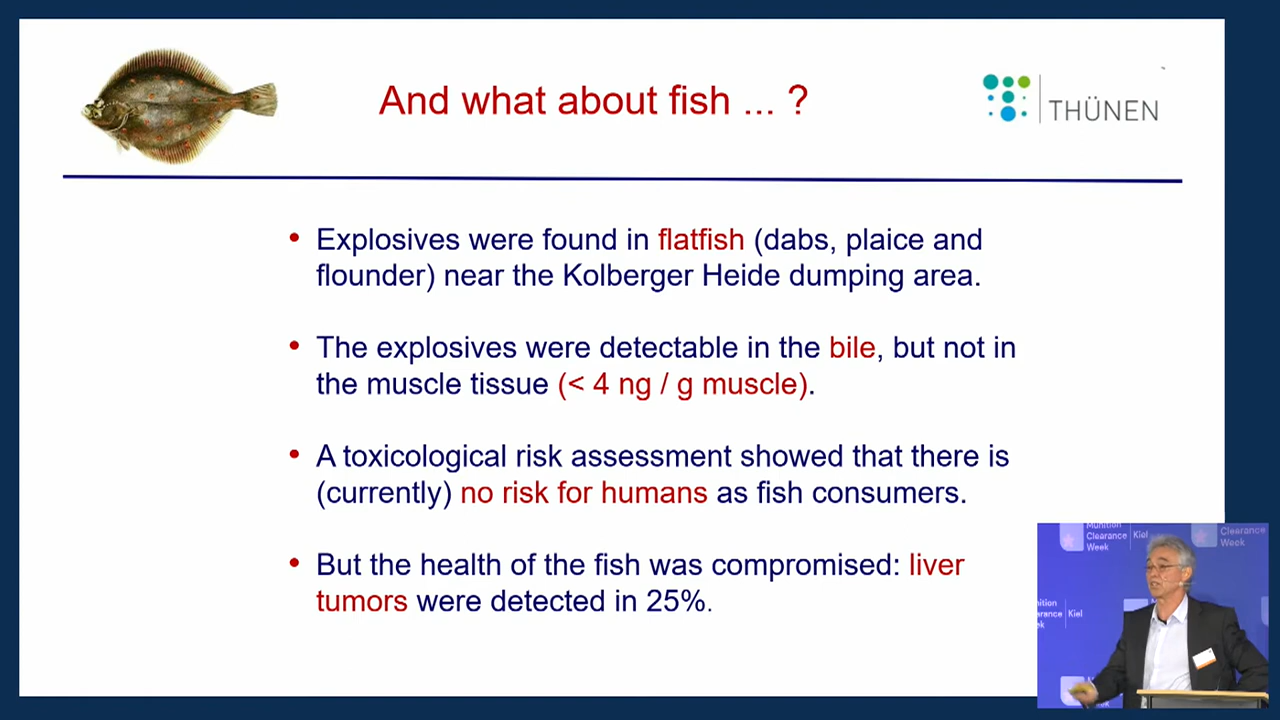 And what about fish ... ?
THÜNEN
• Explosives were found in flatfish (dabs, plaice and
flounder) near the Kolberger Heide dumping area.
• The explosives were detectable in the bile, but not in
the muscle tissue (< 4 ng / g muscle).
• A toxicological risk assessment showed that there is
(currently) no risk for humans as fish consumers.
• But the health of the fish was compromised: liver
tumors were detected in 25%.
Munition
Clearance
Week
Kiel
Clearance
Week
Kiel